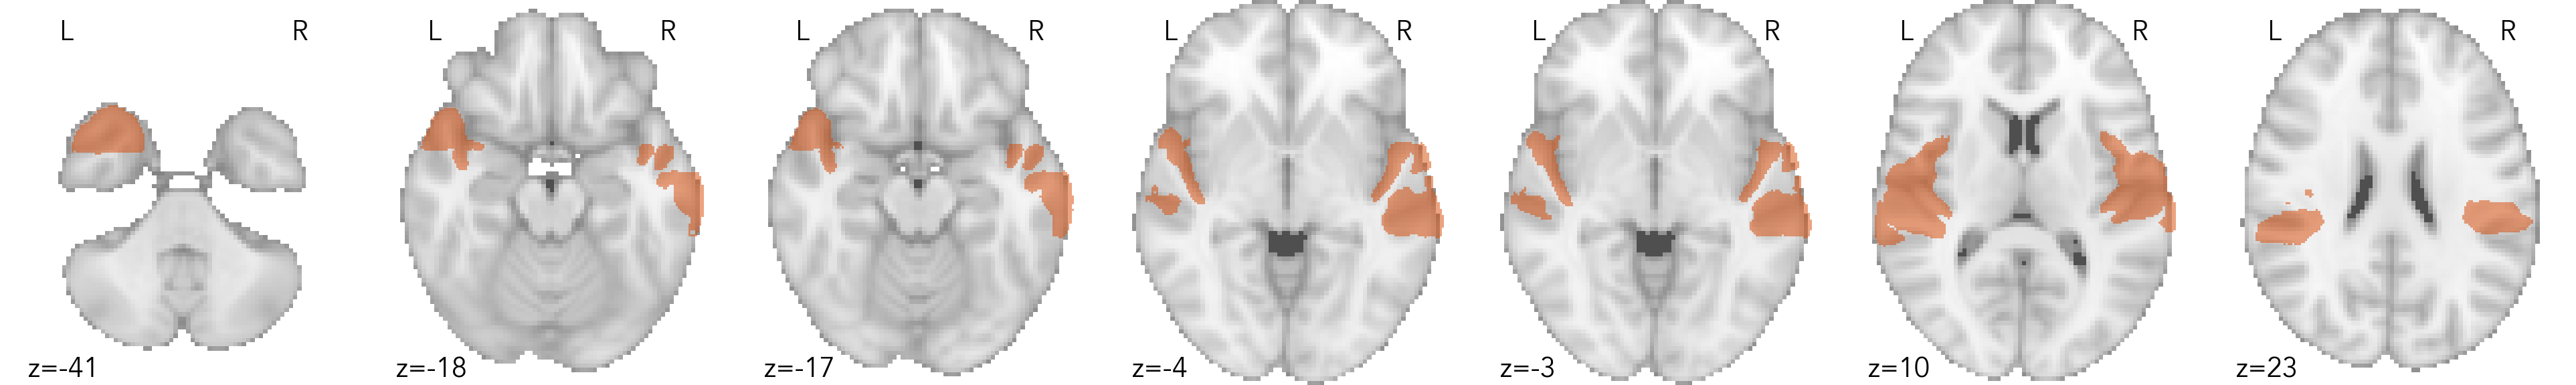 L R L R L R L R L R L R L R
z=-41 z=-18 z=-17 z=-4 z=-3 z=10 z=23